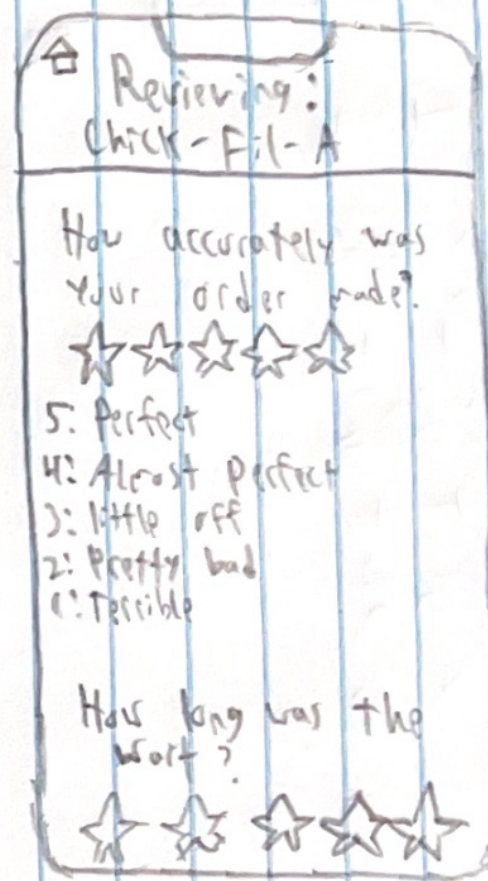 Reviewing:
Chick-Fil-A
How accurately was
your order made?
5: Perfect
4: Almost perfect
3: little off
2: Pretty bad
1: Terrible
How long was the
wait?